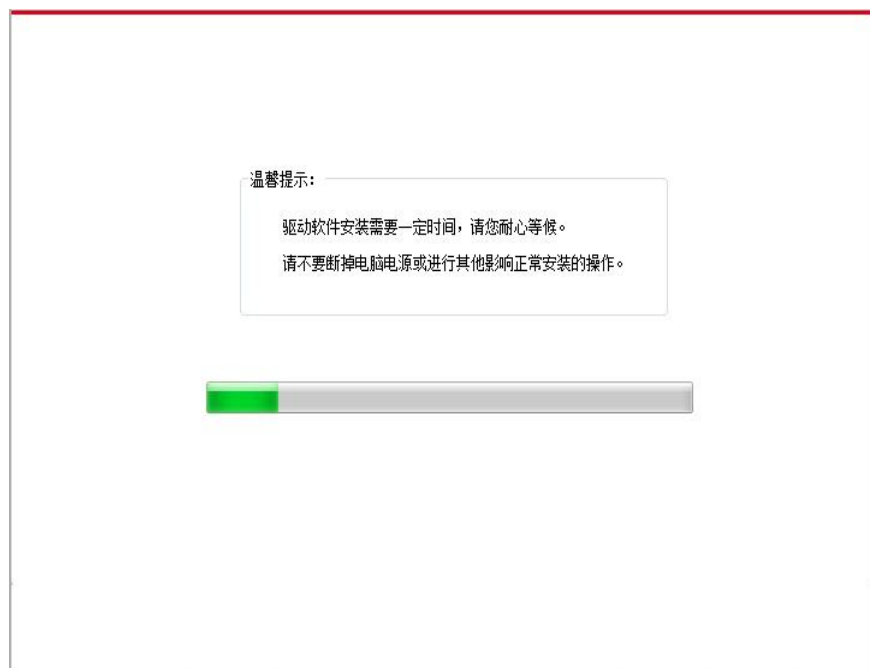 温馨提示：
驱动软件安装需要一定时间，请您耐心等候。
请不要断掉电脑电源或进行其他影响正常安装的操作。